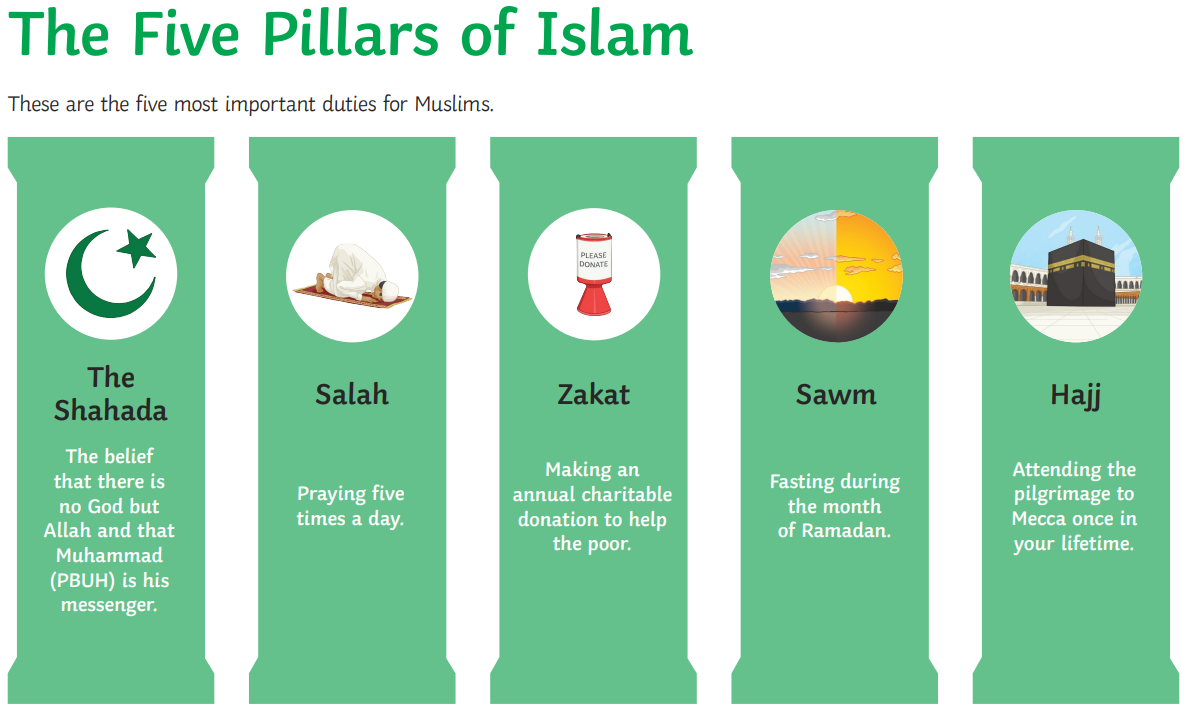 The Five Pillars of Islam
These are the five most important duties for Muslims.
The
Shahada
The belief
that there is
no God but
Allah and that
Muhammad
(PBUH) is his
messenger.
Salah
Praying five
times a day.
PLEASE
DONATE
Zakat
Making an
annual charitable
donation to help
the poor.
Sawm
Fasting during
the month
of Ramadan.
Hajj
Attending the
pilgrimage to
Mecca once in
your lifetime.